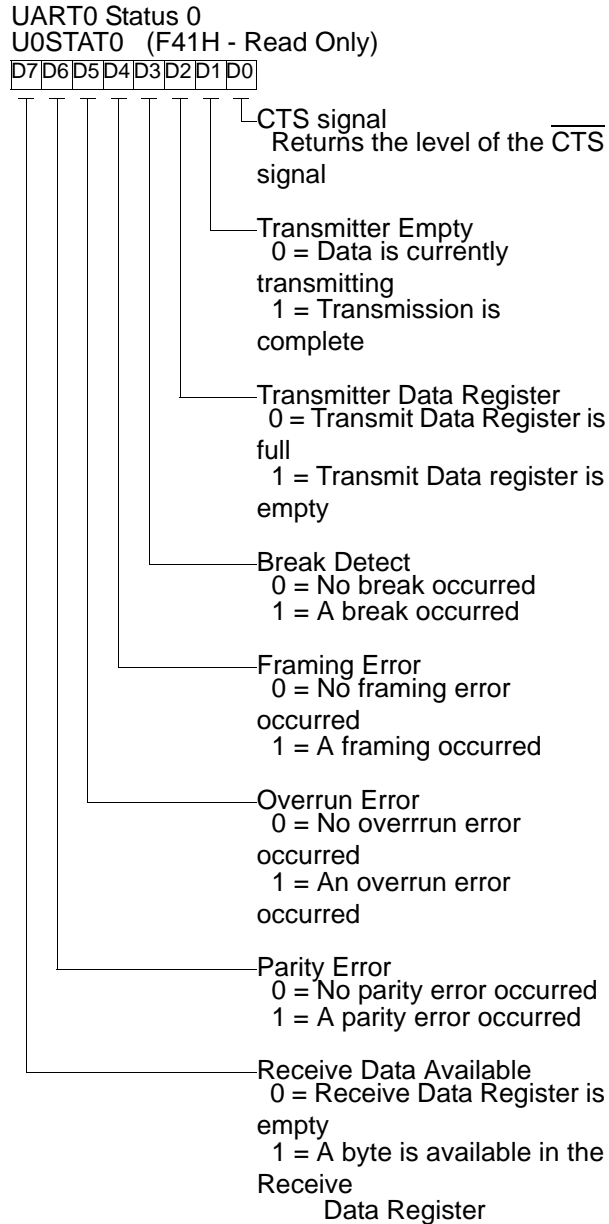 UART0 Status 0
U0STAT0 (F41H - Read Only)
D7 D6 D5 D4 D3 D2 D1 D0
CTS signal
Returns the level of the C̅T̅S̅
signal
Transmitter Empty
0 = Data is currently
transmitting
1 = Transmission is
complete
Transmitter Data Register
0 = Transmit Data Register is
full
1 = Transmit Data register is
empty
Break Detect
0 = No break occurred
1 = A break occurred
Framing Error
0 = No framing error
occurred
1 = A framing occurred
Overrun Error
0 = No overrrun error
occurred
1 = An overrun error
occurred
Parity Error
0 = No parity error occurred
1 = A parity error occurred
Receive Data Available
0 = Receive Data Register is
empty
1 = A byte is available in the
Receive
Data Register